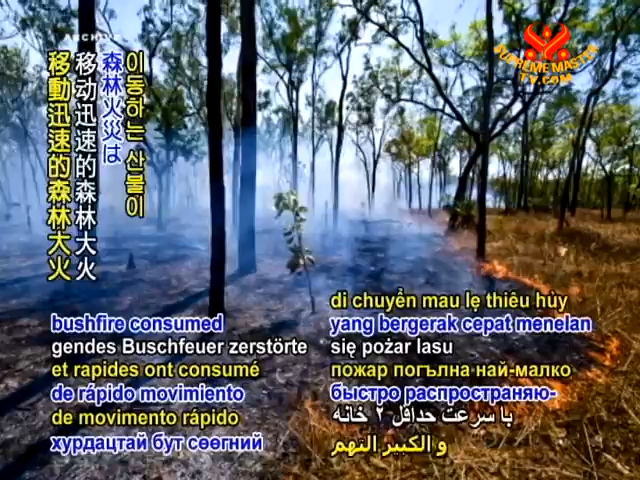 ARCHIVE
SUPREME MASTER
TV.COM
移動迅速的森林大火
移动迅速的森林大火
森林火災は
이동하는 산불이
bushfire consumed
gendes Buschfeuer zerstörte
et rapides ont consumé
de rápido movimiento
de movimento rápido
хурдацтай бут сөөгний
di chuyển mau lẹ thiêu hủy
yang bergerak cepat menelan
się pożar lasu
пожар погълна най-малко
быстро распространяю-
با سرعت حداقل ۲ خانه
و الكبير التهم